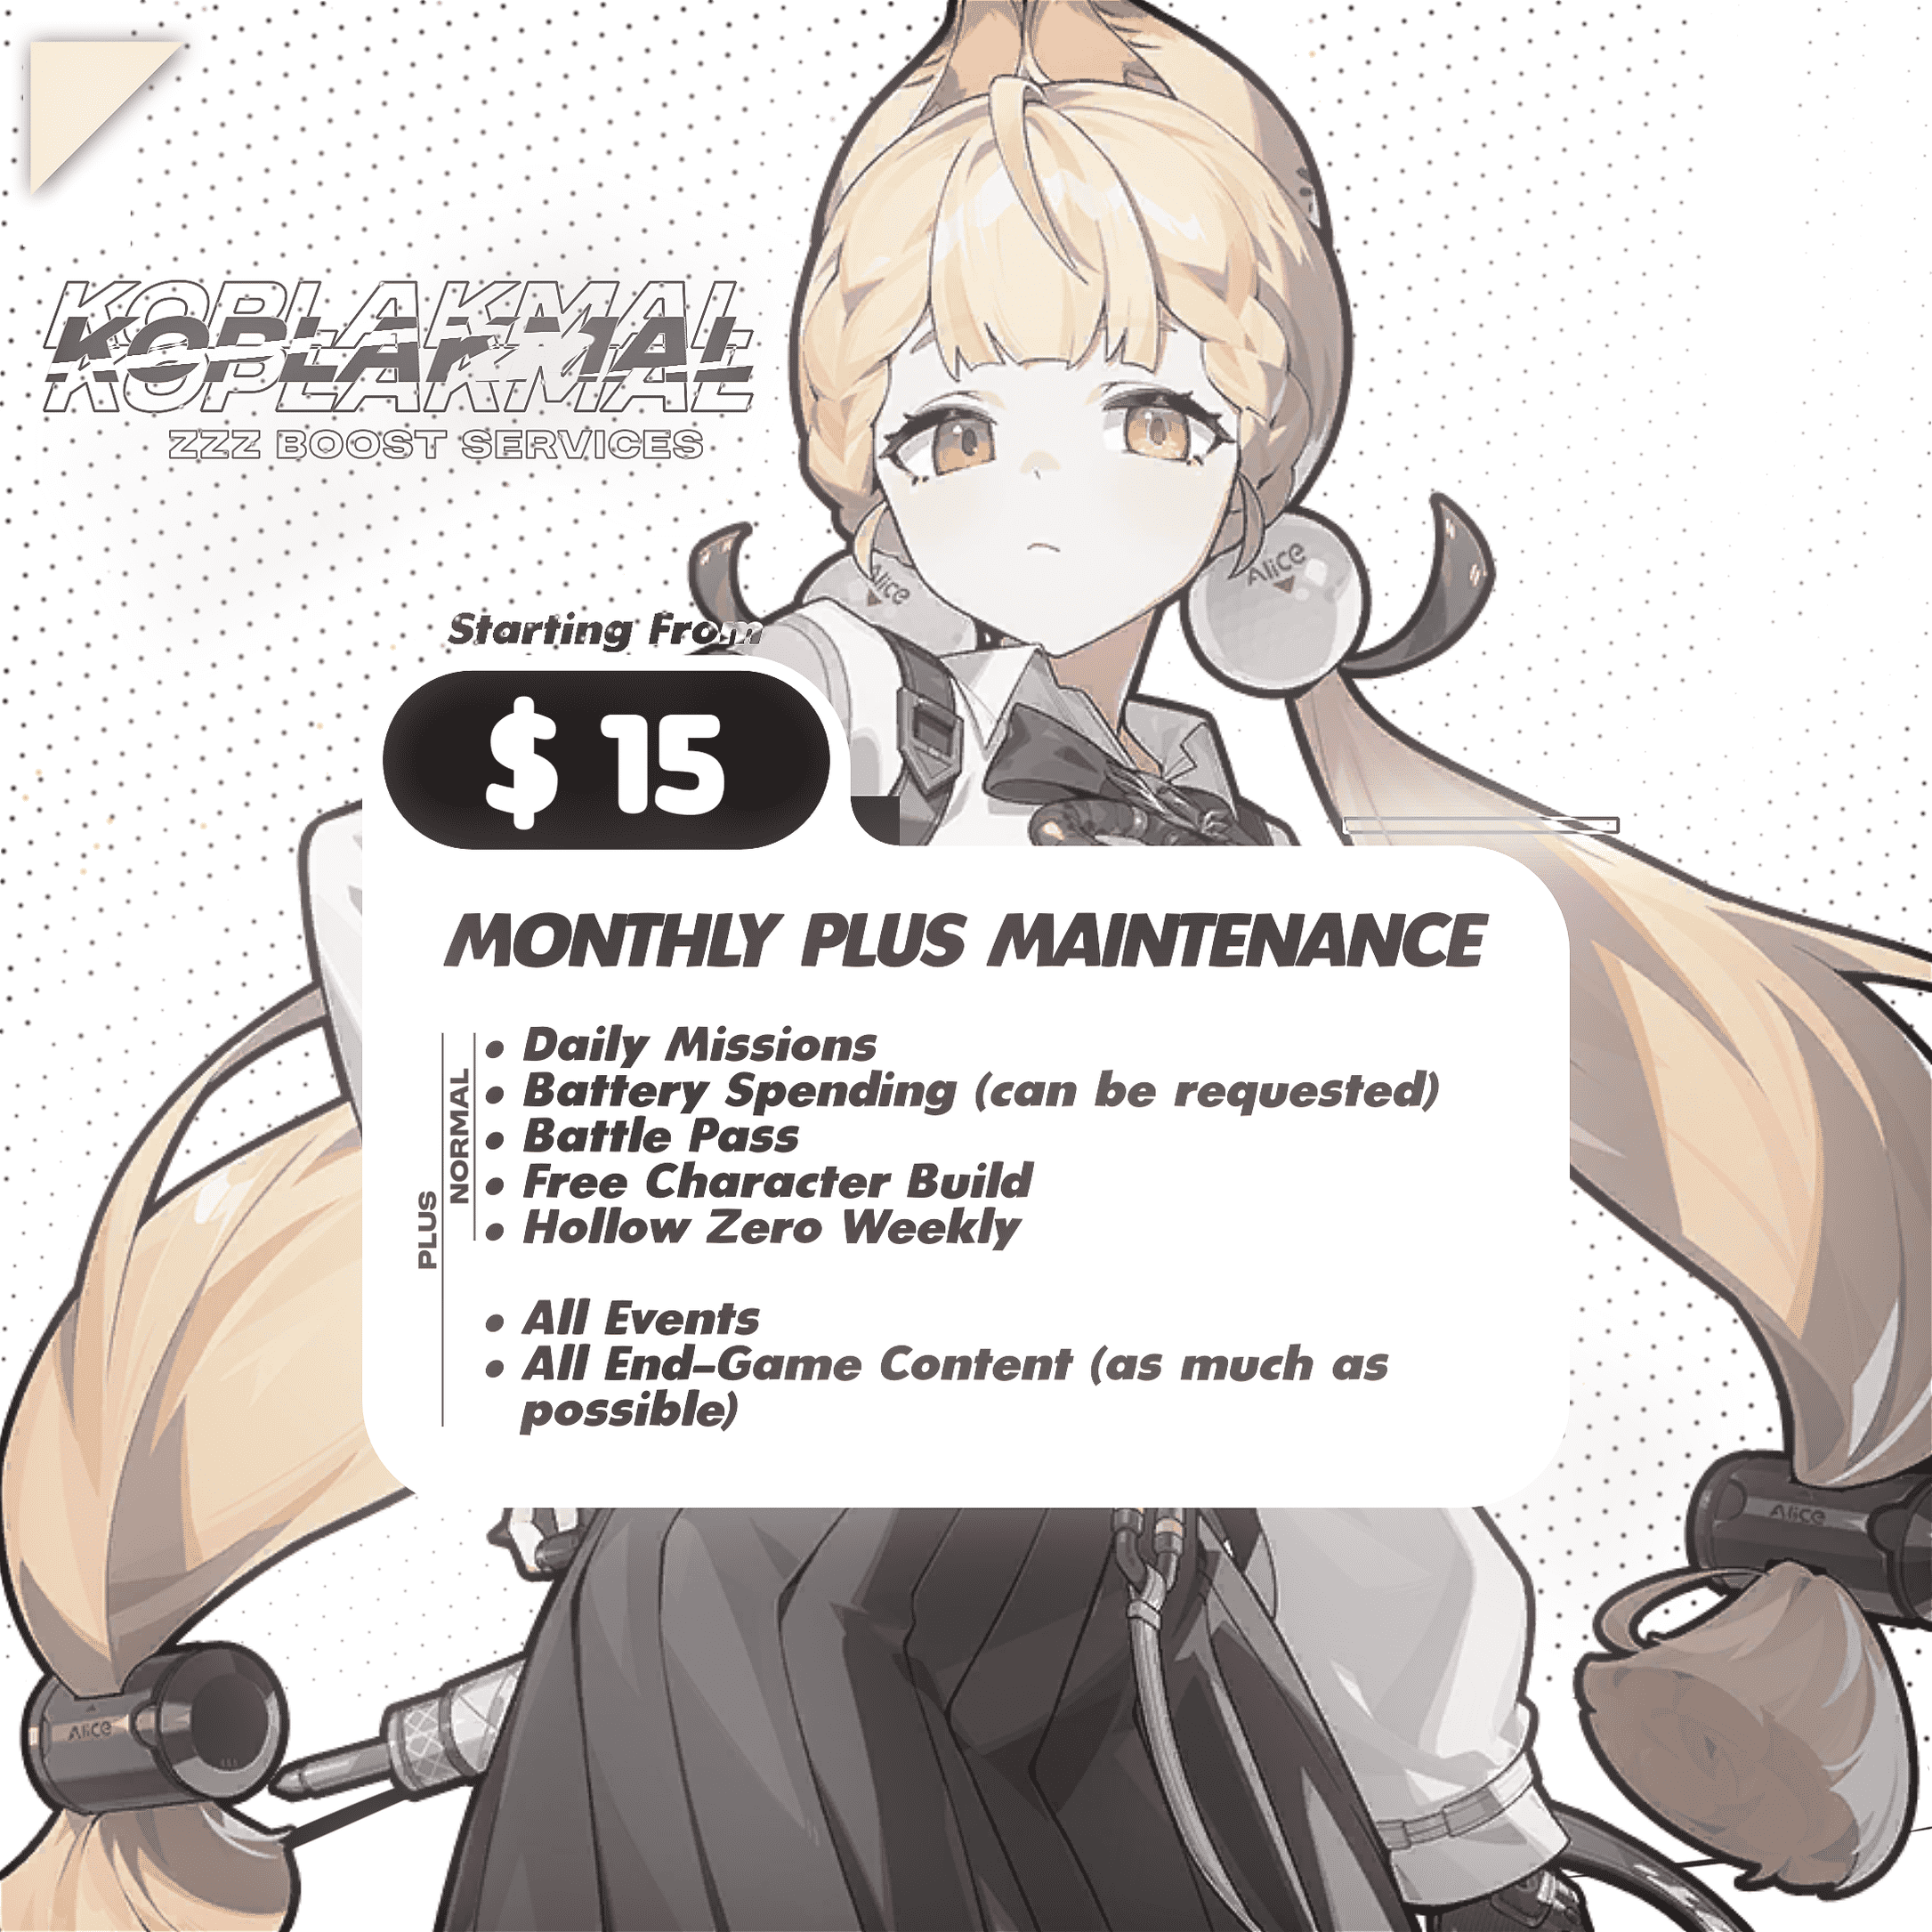 KOPLAKMAL
KOPLAKMAL
KOPLAKMAL
ZZZ BOOST SERVICES
Alice
Alice
Starting From
$ 15
MONTHLY PLUS MAINTENANCE
PLUS
NORMAL
• Daily Missions
• Battery Spending (can be requested)
• Battle Pass
• Free Character Build
• Hollow Zero Weekly
• All Events
• All End-Game Content (as much as
possible)
Alice
Alice